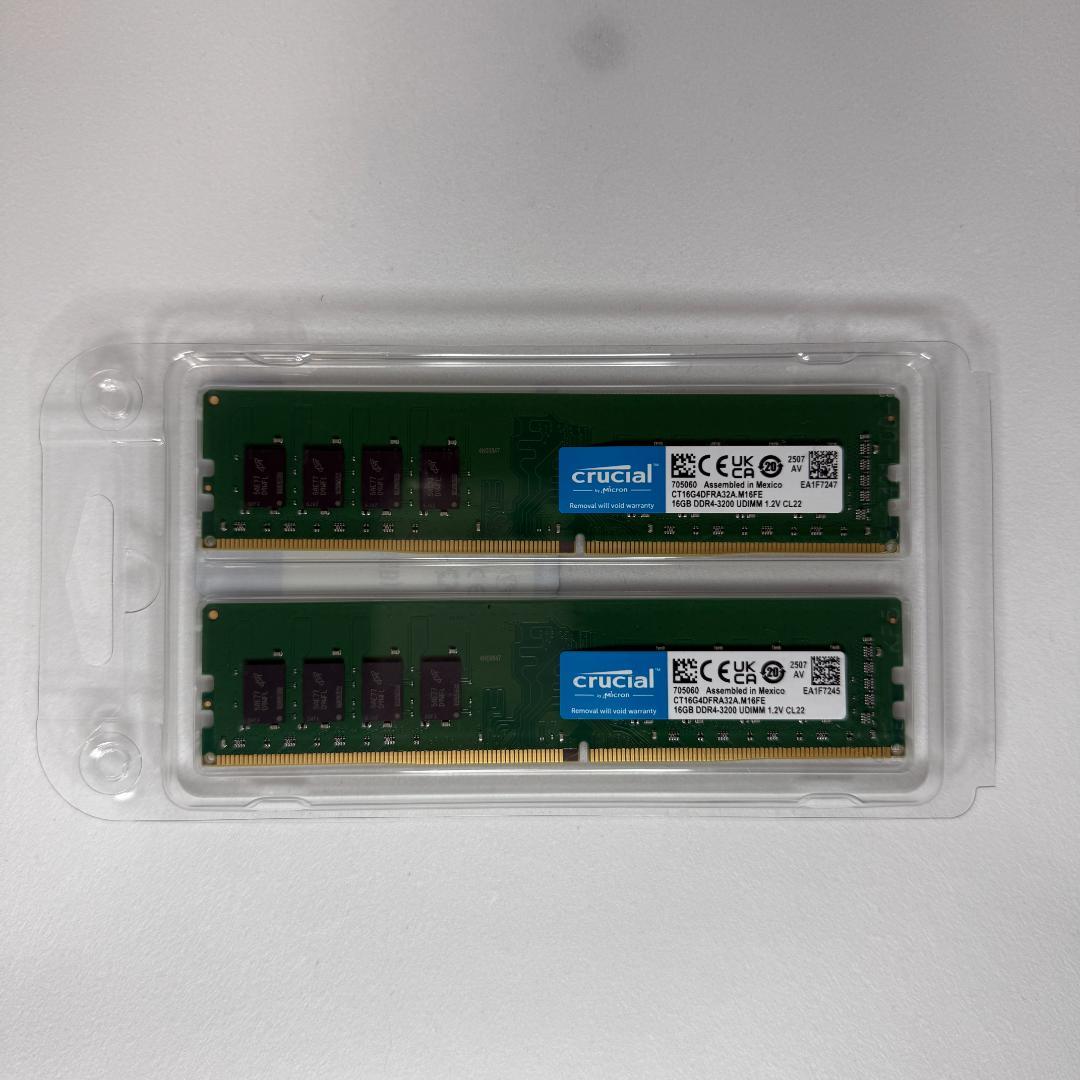 crucial™
by Micron
Removal will void warranty
CE UK CA 20 2507
AV
705060 Assembled in Mexico EA1F7247
CT16G4DFRA32A.M16FE
16GB DDR4-3200 UDIMM 1.2V CL22
crucial™
by Micron
Removal will void warranty
CE UK CA 20 2507
AV
705060 Assembled in Mexico EA1F7245
CT16G4DFRA32A.M16FE
16GB DDR4-3200 UDIMM 1.2V CL22